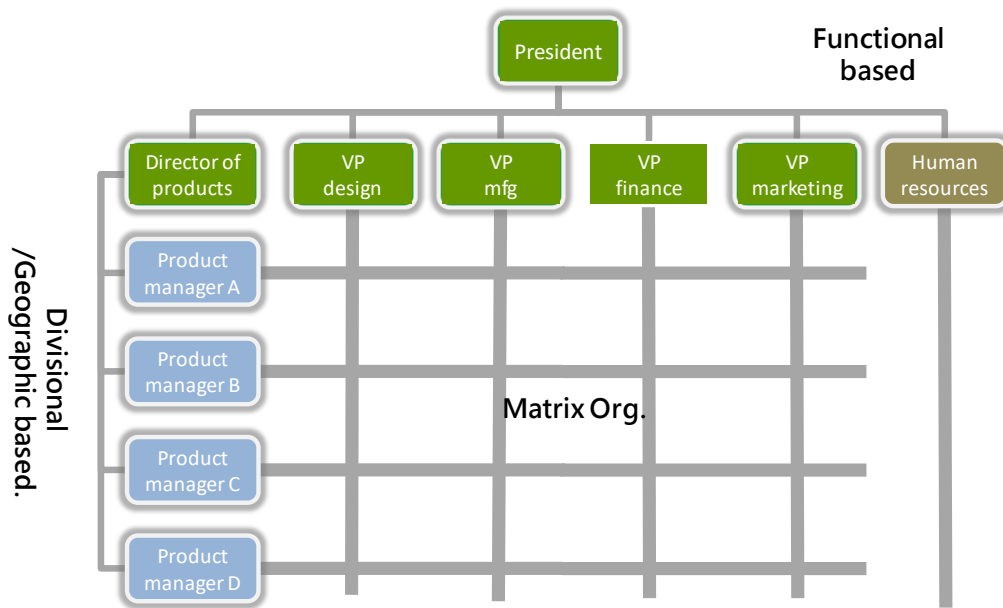 President
Functional
based
Director of
products
VP
design
VP
mfg
VP
finance
VP
marketing
Human
resources
Product
manager A
Product
manager B
Product
manager C
Product
manager D
Divisional
/Geographic based.
Matrix Org.